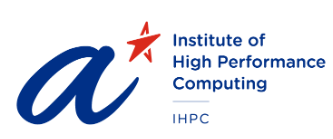 a
Institute of
High Performance
Computing
IHPC